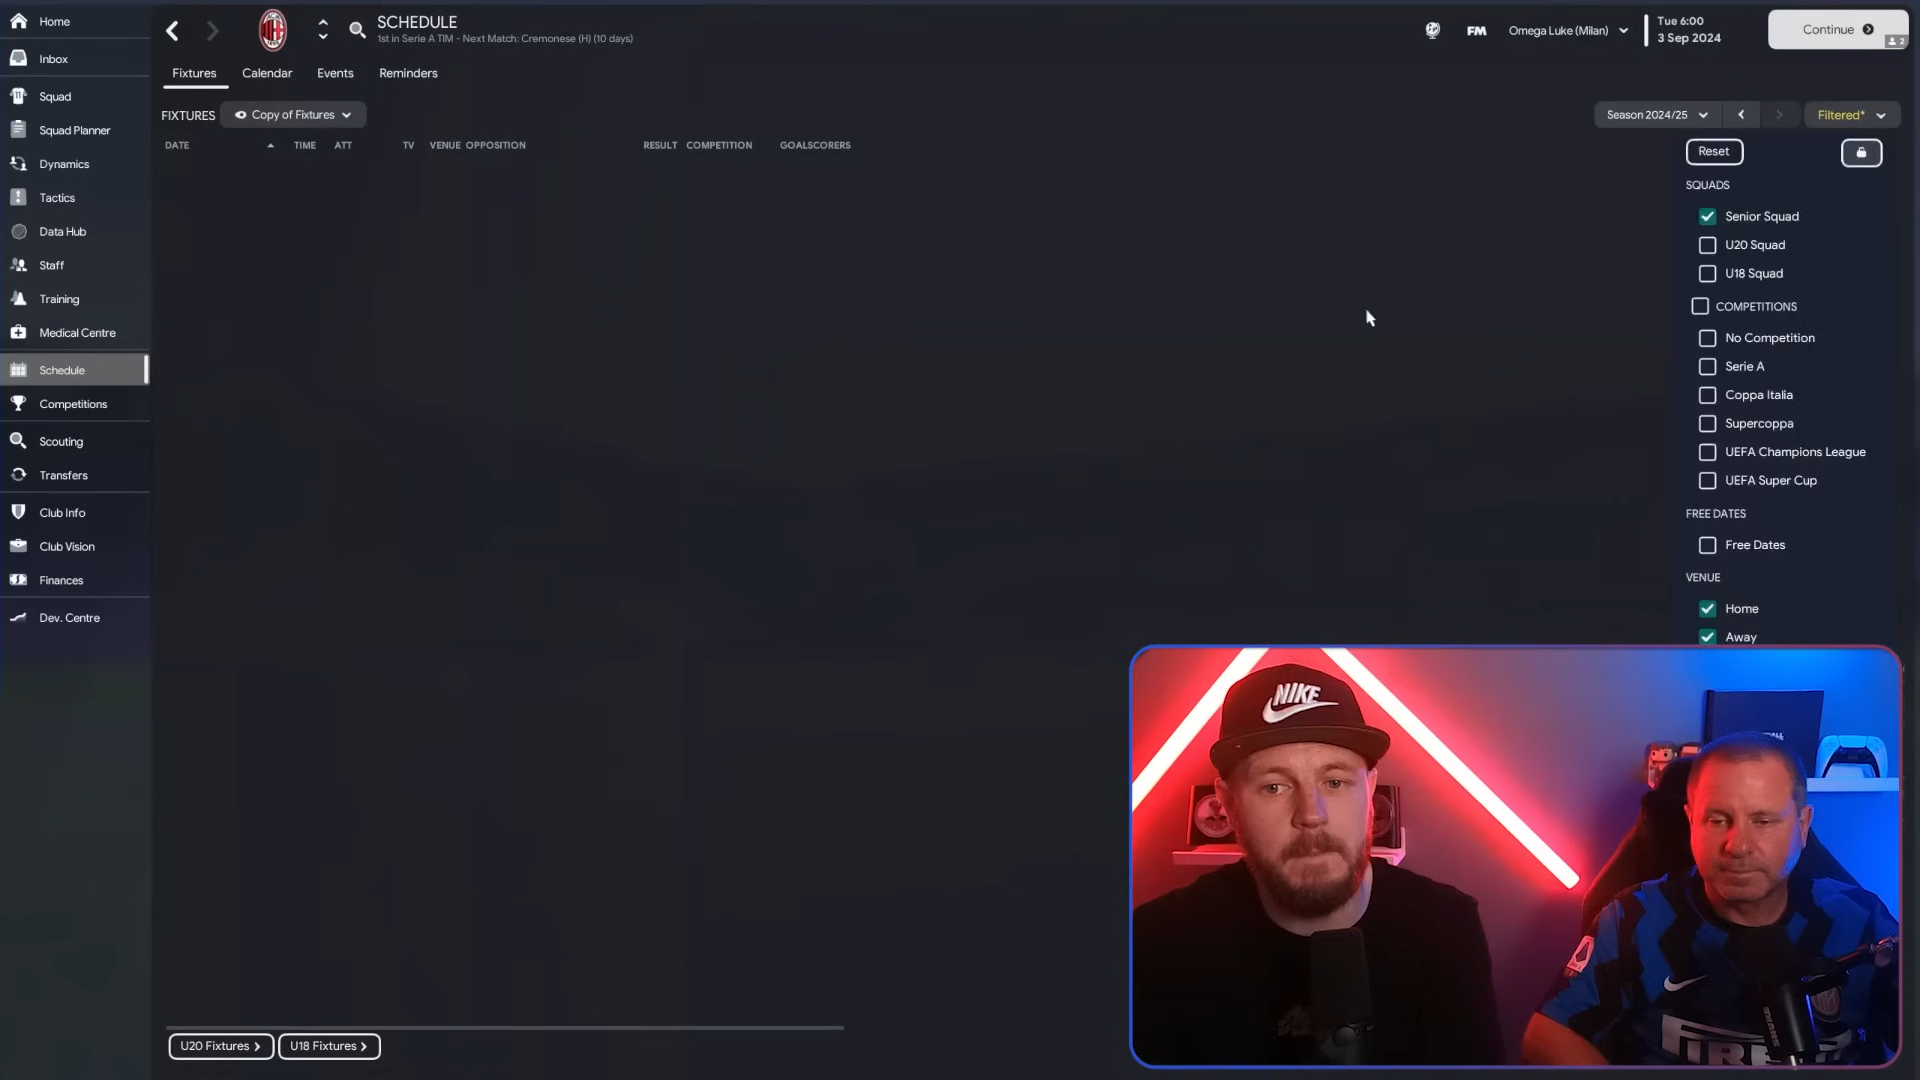 Home
Inbox
Squad
Squad Planner
Dynamics
Tactics
Data Hub
Staff
Training
Medical Centre
Schedule
Competitions
Scouting
Transfers
Club Info
Club Vision
Finances
Dev. Centre
SCHEDULE
1st in Serie A TIM - Next Match: Cremonese (H) (10 days)
FM
Omega Luke (Milan)
Tue 6:00
3 Sep 2024
Continue
2
Fixtures Calendar Events Reminders
FIXTURES Copy of Fixtures
Season 2024/25
Filtered*
DATE TIME ATT TV VENUE OPPOSITION RESULT COMPETITION GOALSCORERS
Reset
SQUADS
Senior Squad
U20 Squad
U18 Squad
COMPETITIONS
No Competition
Serie A
Coppa Italia
Supercoppa
UEFA Champions League
UEFA Super Cup
FREE DATES
Free Dates
VENUE
Home
Away
NIKE
U20 Fixtures U18 Fixtures